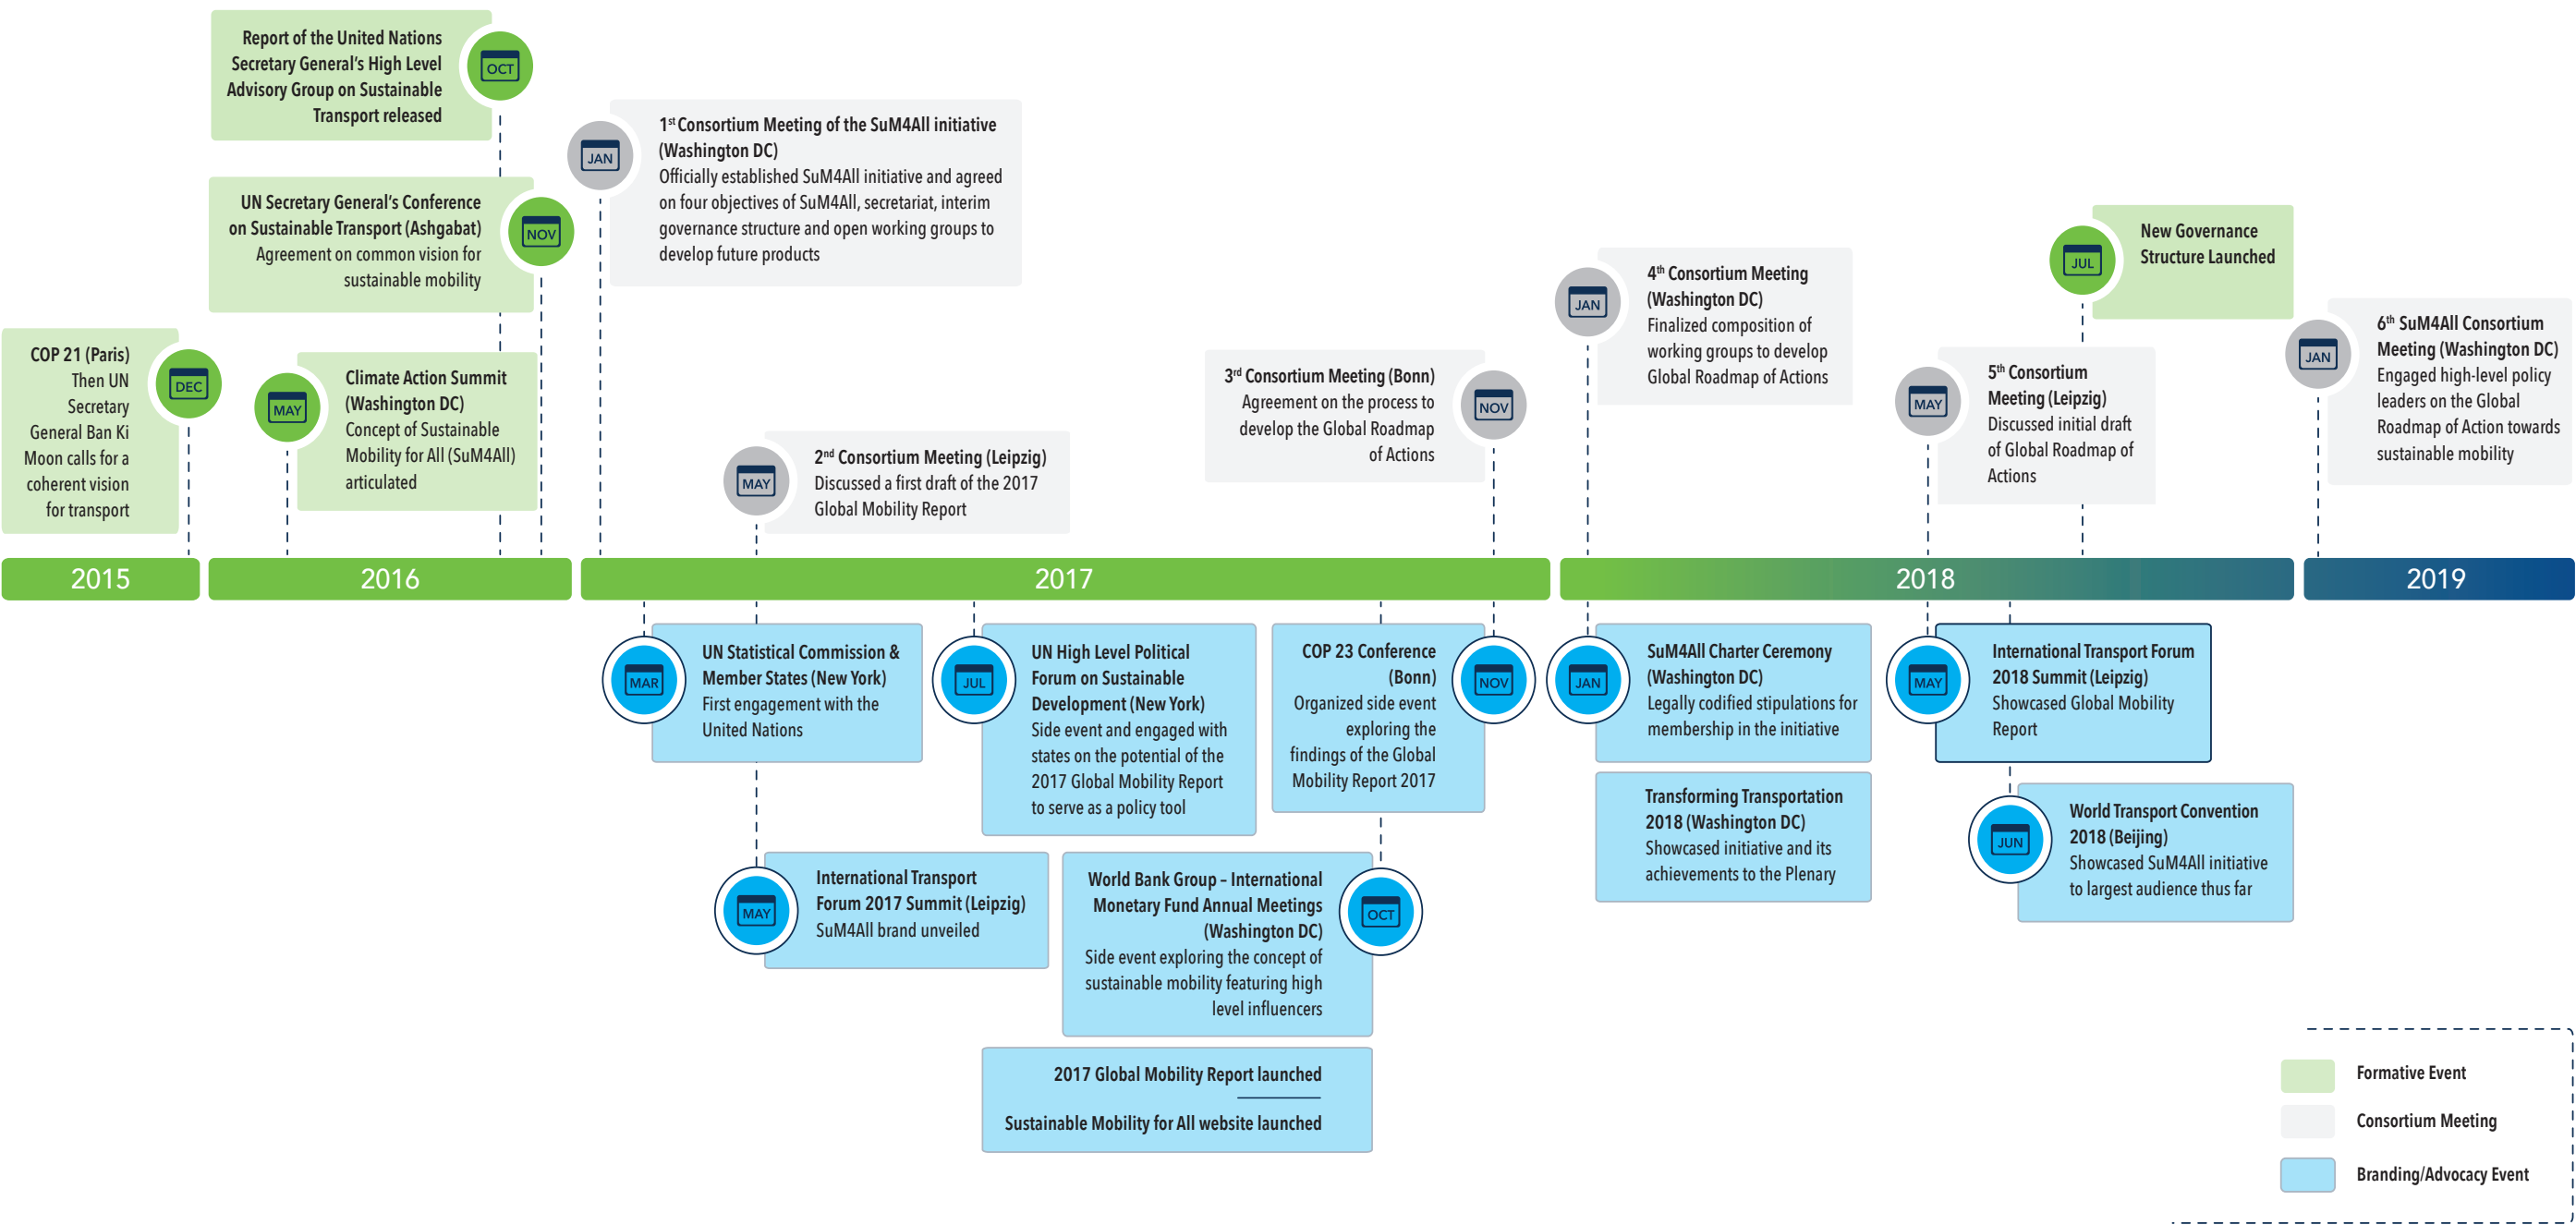 Report of the United Nations
Secretary General's High Level
Advisory Group on Sustainable
Transport released
OCT
UN Secretary General's Conference
on Sustainable Transport (Ashgabat)
Agreement on common vision for
sustainable mobility
NOV
COP 21 (Paris)
Then UN
Secretary
General Ban Ki
Moon calls for a
coherent vision
for transport
DEC
MAY
Climate Action Summit
(Washington DC)
Concept of Sustainable
Mobility for All (SuM4All)
articulated
JAN
1st Consortium Meeting of the SuM4All initiative
(Washington DC)
Officially established SuM4All initiative and agreed
on four objectives of SuM4All, secretariat, interim
governance structure and open working groups to
develop future products
MAY
2nd Consortium Meeting (Leipzig)
Discussed a first draft of the 2017
Global Mobility Report
3rd Consortium Meeting (Bonn)
Agreement on the process to
develop the Global Roadmap
of Actions
NOV
JAN
4th Consortium Meeting
(Washington DC)
Finalized composition of
working groups to develop
Global Roadmap of Actions
MAY
5th Consortium
Meeting (Leipzig)
Discussed initial draft
of Global Roadmap of
Actions
JUL
New Governance
Structure Launched
JAN
6th SuM4All Consortium
Meeting (Washington DC)
Engaged high-level policy
leaders on the Global
Roadmap of Action towards
sustainable mobility
2015
2016
2017
2018
2019
MAR
UN Statistical Commission &
Member States (New York)
First engagement with the
United Nations
MAY
International Transport
Forum 2017 Summit (Leipzig)
SuM4All brand unveiled
JUL
UN High Level Political
Forum on Sustainable
Development (New York)
Side event and engaged with
states on the potential of the
2017 Global Mobility Report
to serve as a policy tool
World Bank Group – International
Monetary Fund Annual Meetings
(Washington DC)
Side event exploring the concept of
sustainable mobility featuring high
level influencers
OCT
2017 Global Mobility Report launched
Sustainable Mobility for All website launched
COP 23 Conference
(Bonn)
Organized side event
exploring the
findings of the Global
Mobility Report 2017
NOV
JAN
SuM4All Charter Ceremony
(Washington DC)
Legally codified stipulations for
membership in the initiative
Transforming Transportation
2018 (Washington DC)
Showcased initiative and its
achievements to the Plenary
MAY
International Transport Forum
2018 Summit (Leipzig)
Showcased Global Mobility
Report
JUN
World Transport Convention
2018 (Beijing)
Showcased SuM4All initiative
to largest audience thus far
Formative Event
Consortium Meeting
Branding/Advocacy Event